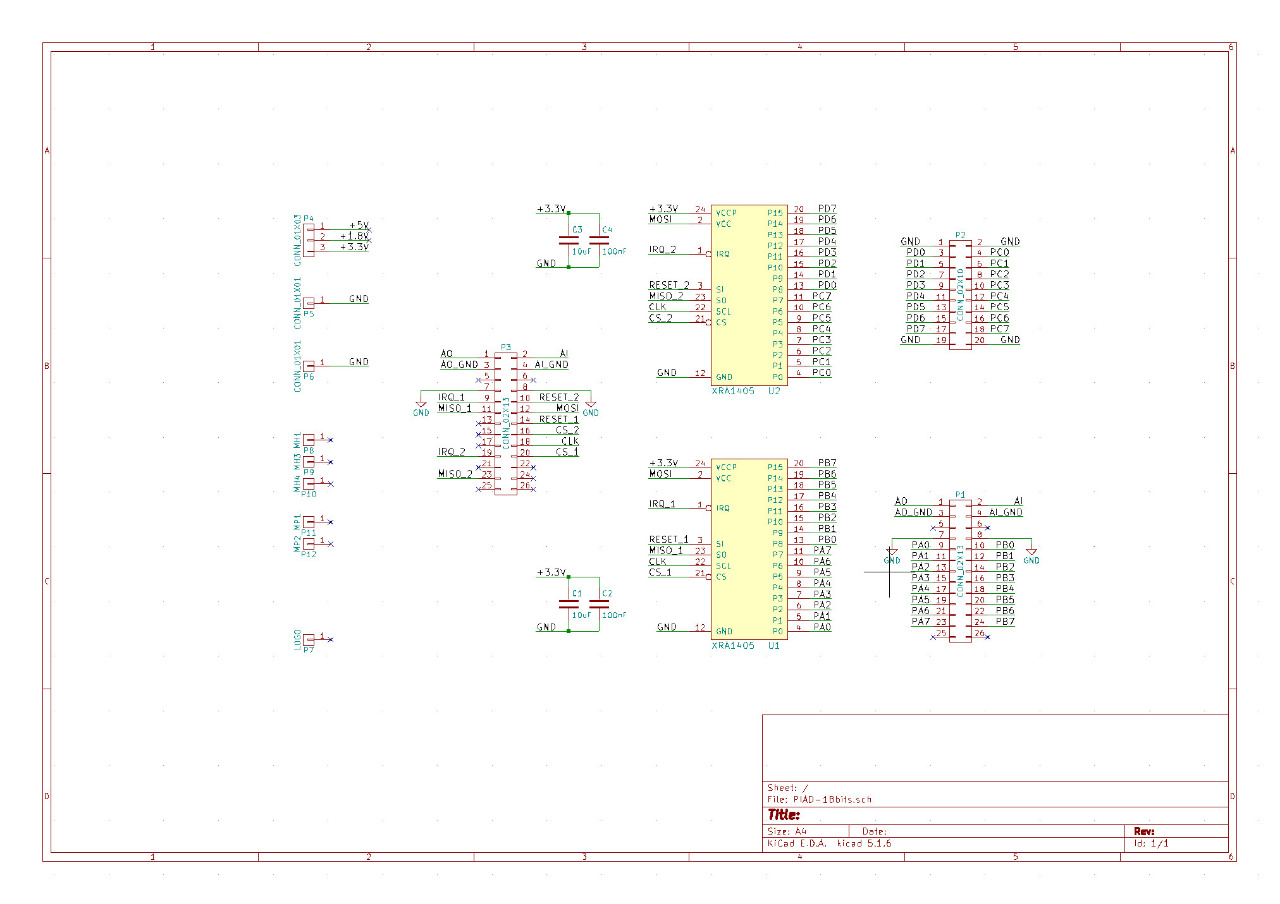 1 2 3 4 5 6
A A
B B
C C
D D
P4
CONN_01X03
1 +5V
2 +1.8V
3 +3.3V
CONN_01X01
P5
1 GND
CONN_01X01
P6
1 GND
MH1 1
P8
MH3 1
P9
MH4 1
P10
MP1 1
P11
MP2 1
P12
LOGO 1
P7
P3
CONN_02X13
AO 1 2 AI
AO_GND 3 4 AI_GND
5 6
7 8
GND GND
IRQ_1 9 10 RESET_2
MISO_1 11 12 MOSI
13 14 RESET_1
15 16 CS_2
17 18 CLK
IRQ_2 19 20 CS_1
21 22
MISO_2 23 24
25 26
+3.3V
C3 C4
10uF 100nF
GND
+3.3V 24 VCCP P15 20 PD7
MOSI 2 VCC P14 19 PD6
P13 18 PD5
P12 17 PD4
IRQ_2 1 IRQ P11 16 PD3
P10 15 PD2
P9 14 PD1
RESET_2 3 SI P8 13 PD0
MISO_2 23 SO P7 11 PC7
CLK 22 SCL P6 10 PC6
CS_2 21 CS P5 9 PC5
P4 8 PC4
P3 7 PC3
P2 6 PC2
P1 5 PC1
GND 12 GND P0 4 PC0
XRA1405 U2
P2
CONN_02X10
GND 1 2 GND
PD0 3 4 PC0
PD1 5 6 PC1
PD2 7 8 PC2
PD3 9 10 PC3
PD4 11 12 PC4
PD5 13 14 PC5
PD6 15 16 PC6
PD7 17 18 PC7
GND 19 20 GND
+3.3V
C1 C2
10uF 100nF
GND
+3.3V 24 VCCP P15 20 PB7
MOSI 2 VCC P14 19 PB6
P13 18 PB5
P12 17 PB4
IRQ_1 1 IRQ P11 16 PB3
P10 15 PB2
P9 14 PB1
RESET_1 3 SI P8 13 PB0
MISO_1 23 SO P7 11 PA7
CLK 22 SCL P6 10 PA6
CS_1 21 CS P5 9 PA5
P4 8 PA4
P3 7 PA3
P2 6 PA2
P1 5 PA1
GND 12 GND P0 4 PA0
XRA1405 U1
P1
CONN_02X13
AO 1 2 AI
AO_GND 3 4 AI_GND
5 6
7 8
GND GND
PA0 9 10 PB0
PA1 11 12 PB1
PA2 13 14 PB2
PA3 15 16 PB3
PA4 17 18 PB4
PA5 19 20 PB5
PA6 21 22 PB6
PA7 23 24 PB7
25 26
Sheet: /
File: PIAD-18bits.sch
Title:
Size: A4 Date: Rev:
KiCad E.D.A. kicad 5.1.6 Id: 1/1
1 2 3 4 5 6